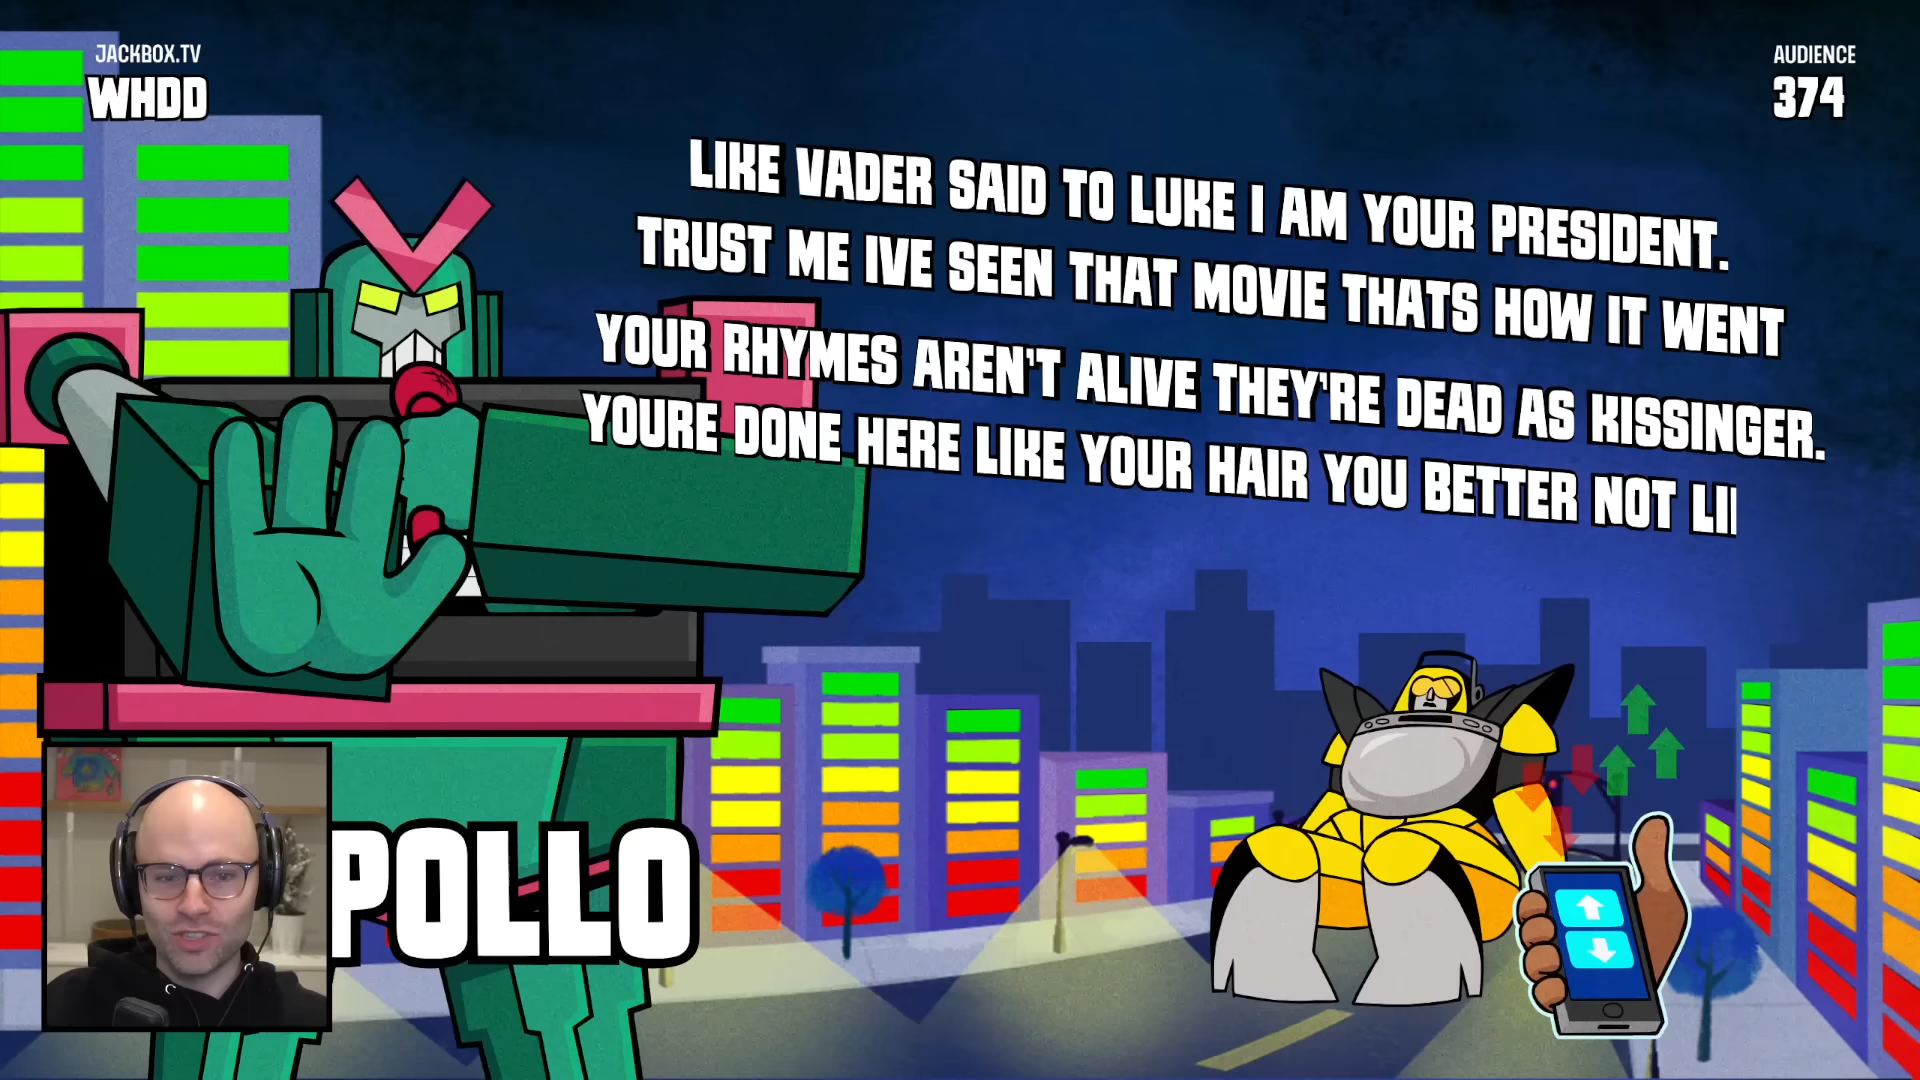 JACKBOX.TV
WHDD
AUDIENCE
374
LIKE VADER SAID TO LUKE I AM YOUR PRESIDENT.
TRUST ME IVE SEEN THAT MOVIE THATS HOW IT WENT
YOUR RHYMES AREN'T ALIVE THEY'RE DEAD AS KISSINGER.
YOURE DONE HERE LIKE YOUR HAIR YOU BETTER NOT LI
POLLO